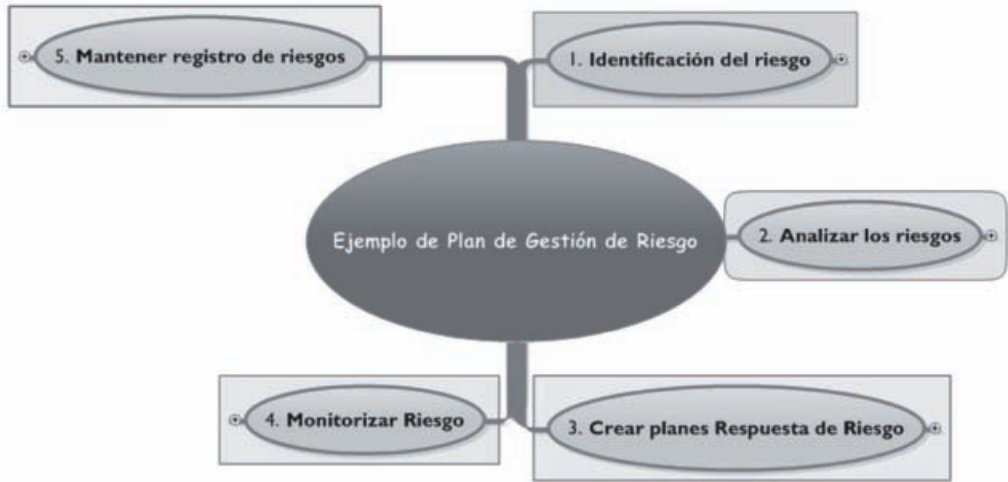 5. Mantener registro de riesgos
1. Identificación del riesgo
Ejemplo de Plan de Gestión de Riesgo
2. Analizar los riesgos
4. Monitorizar Riesgo
3. Crear planes Respuesta de Riesgo